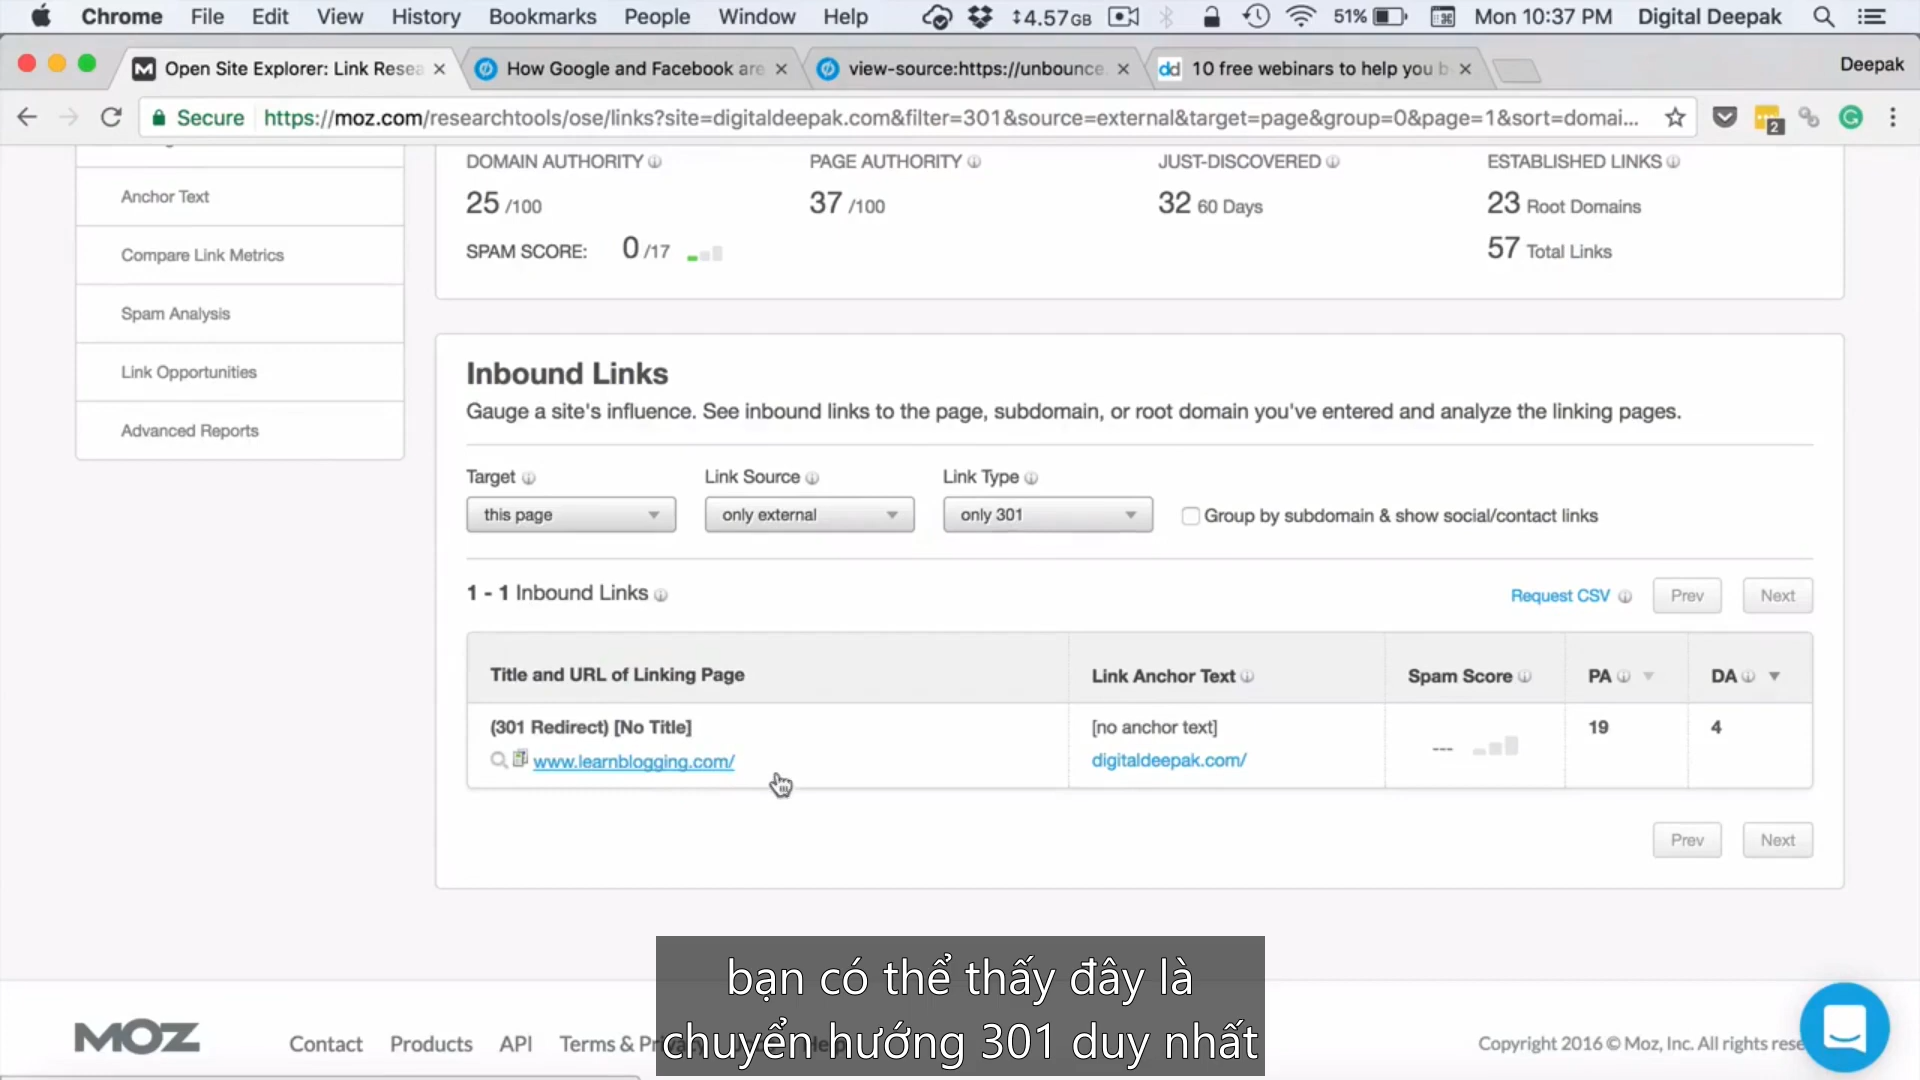 Chrome File Edit View History Bookmarks People Window Help 4.57GB 51% Mon 10:37 PM Digital Deepak
Open Site Explorer: Link Resea How Google and Facebook are view-source:https://unbounce. dd 10 free webinars to help you b Deepak
Secure https://moz.com/researchtools/ose/links?site=digitaldeepak.com&filter=301&source=external&target=page&group=0&page=1&sort=domai... 2
Anchor Text
Compare Link Metrics
Spam Analysis
Link Opportunities
Advanced Reports
DOMAIN AUTHORITY PAGE AUTHORITY JUST-DISCOVERED ESTABLISHED LINKS
25 /100 37 /100 32 60 Days 23 Root Domains
SPAM SCORE: 0 /17 57 Total Links
Inbound Links
Gauge a site's influence. See inbound links to the page, subdomain, or root domain you've entered and analyze the linking pages.
Target Link Source Link Type
this page only external only 301 Group by subdomain & show social/contact links
1 - 1 Inbound Links Request CSV Prev Next
Title and URL of Linking Page Link Anchor Text Spam Score PA DA
(301 Redirect) [No Title] [no anchor text] --- 19 4
www.learnblogging.com/ digitaldeepak.com/
Prev Next
bạn có thể thấy đây là
chuyển hướng 301 duy nhất
MOZ Contact Products API Terms & Copyright 2016 © Moz, Inc. All rights rese